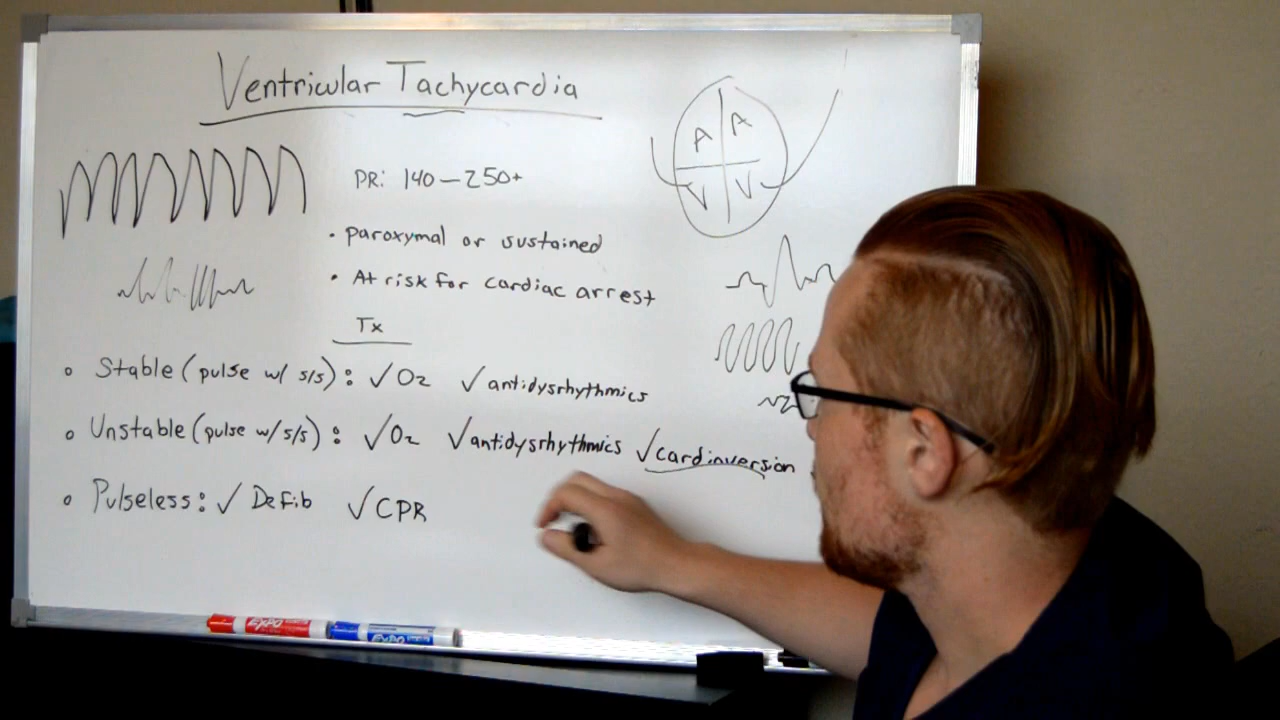 Ventricular Tachycardia
A A
V V
PR: 140 – 250+
• paroxymal or sustained
• At risk for cardiac arrest
Tx
Stable (pulse w/ s/s): ✓ O2 ✓ antidysrhythmics
Unstable (pulse w/ s/s): ✓ O2 ✓ antidysrhythmics ✓ cardinversion
Pulseless: ✓ Defib ✓ CPR
EXPO EXPO